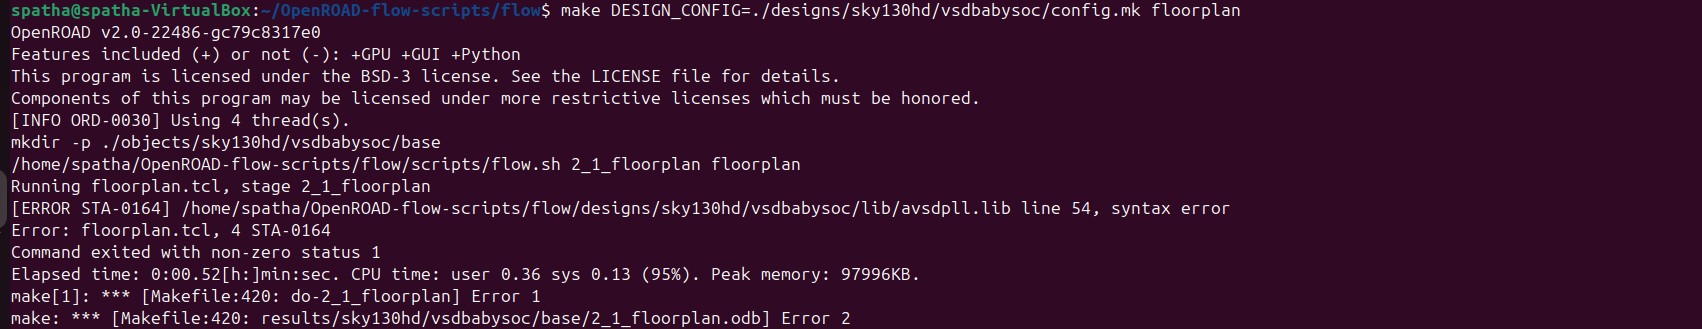 spatha@spatha-VirtualBox:~/OpenROAD-flow-scripts/flow$ make DESIGN_CONFIG=./designs/sky130hd/vsdbabysoc/config.mk floorplan
OpenROAD v2.0-22486-gc79c8317e0
Features included (+) or not (-): +GPU +GUI +Python
This program is licensed under the BSD-3 license. See the LICENSE file for details.
Components of this program may be licensed under more restrictive licenses which must be honored.
[INFO ORD-0030] Using 4 thread(s).
mkdir -p ./objects/sky130hd/vsdbabysoc/base
/home/spatha/OpenROAD-flow-scripts/flow/scripts/flow.sh 2_1_floorplan floorplan
Running floorplan.tcl, stage 2_1_floorplan
[ERROR STA-0164] /home/spatha/OpenROAD-flow-scripts/flow/designs/sky130hd/vsdbabysoc/lib/avsdpll.lib line 54, syntax error
Error: floorplan.tcl, 4 STA-0164
Command exited with non-zero status 1
Elapsed time: 0:00.52[h:]min:sec. CPU time: user 0.36 sys 0.13 (95%). Peak memory: 97996KB.
make[1]: *** [Makefile:420: do-2_1_floorplan] Error 1
make: *** [Makefile:420: results/sky130hd/vsdbabysoc/base/2_1_floorplan.odb] Error 2